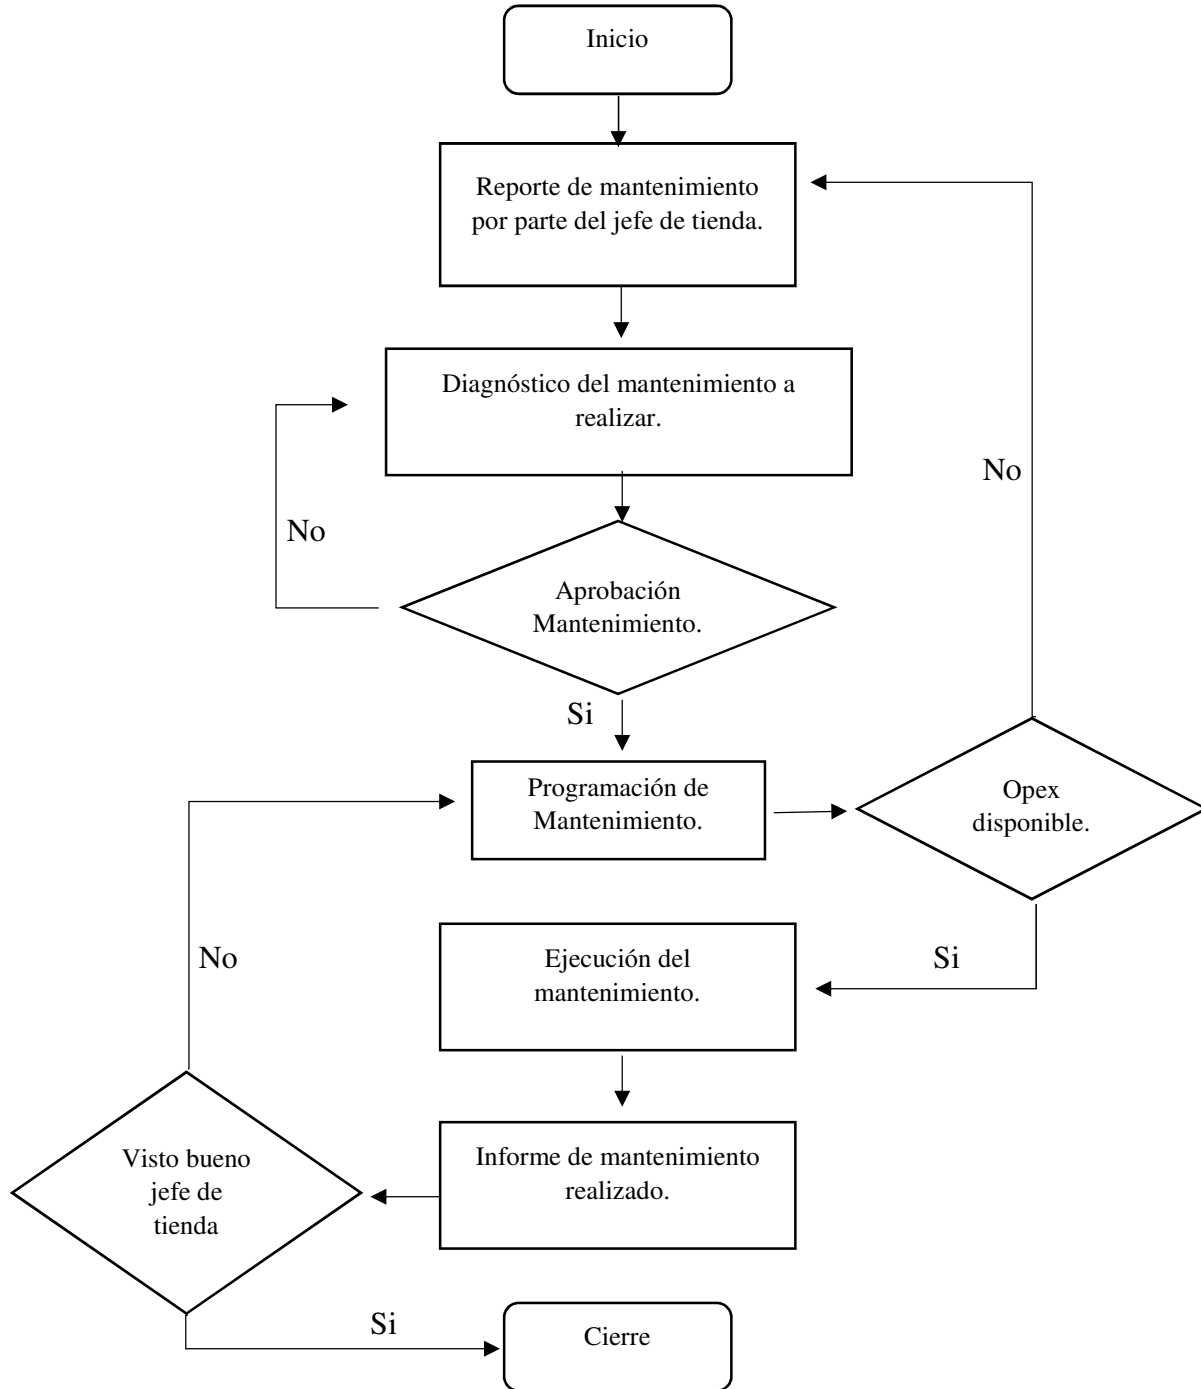 Inicio
Reporte de mantenimiento
por parte del jefe de tienda.
Diagnóstico del mantenimiento a
realizar.
No
No
Aprobación
Mantenimiento.
Si
Programación de
Mantenimiento.
Opex
disponible.
No
Ejecución del
mantenimiento.
Si
Visto bueno
jefe de
tienda
Informe de mantenimiento
realizado.
Si
Cierre